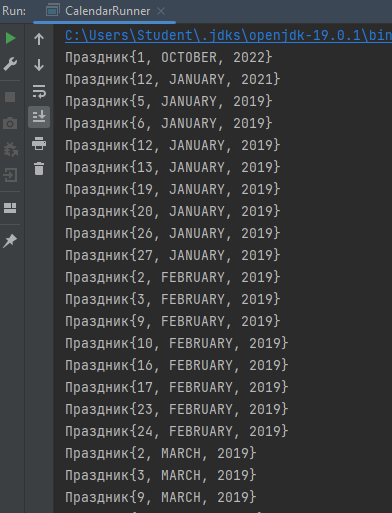 Run: CalendarRunner
C:\Users\Student\.jdks\openjdk-19.0.1\bin
Праздник{1, OCTOBER, 2022}
Праздник{12, JANUARY, 2021}
Праздник{5, JANUARY, 2019}
Праздник{6, JANUARY, 2019}
Праздник{12, JANUARY, 2019}
Праздник{13, JANUARY, 2019}
Праздник{19, JANUARY, 2019}
Праздник{20, JANUARY, 2019}
Праздник{26, JANUARY, 2019}
Праздник{27, JANUARY, 2019}
Праздник{2, FEBRUARY, 2019}
Праздник{3, FEBRUARY, 2019}
Праздник{9, FEBRUARY, 2019}
Праздник{10, FEBRUARY, 2019}
Праздник{16, FEBRUARY, 2019}
Праздник{17, FEBRUARY, 2019}
Праздник{23, FEBRUARY, 2019}
Праздник{24, FEBRUARY, 2019}
Праздник{2, MARCH, 2019}
Праздник{3, MARCH, 2019}
Праздник{9, MARCH, 2019}